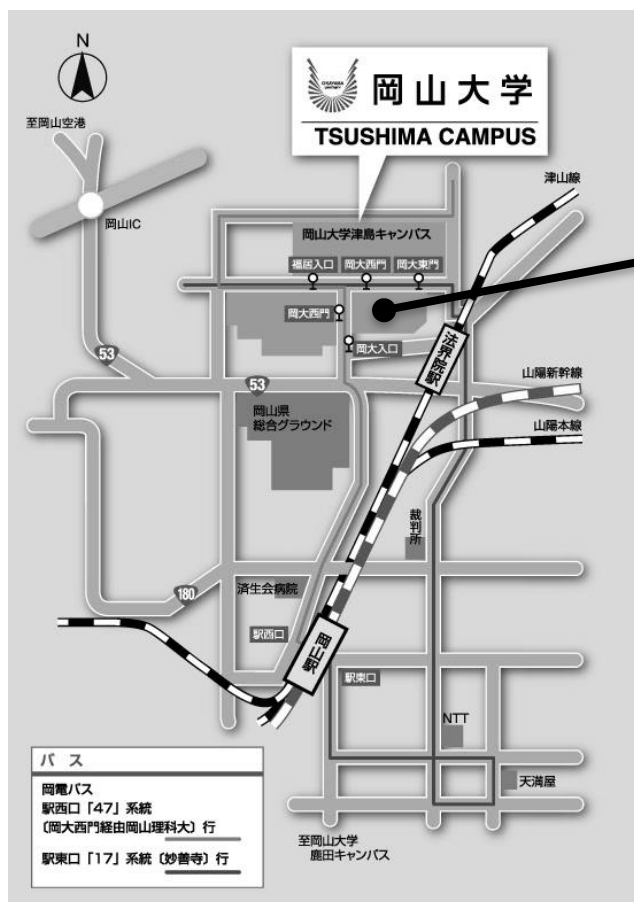 N
至岡山空港
岡山大学
TSUSHIMA CAMPUS
津山線
岡山IC
岡山大学津島キャンパス
福居入口
岡大西門
岡大東門
岡大西門
岡大入口
法界院駅
53
53
山陽新幹線
山陽本線
岡山県
総合グラウンド
裁判所
180
済生会病院
駅西口
岡山駅
駅東口
NTT
天満屋
バス
岡電バス
駅西口「47」系統
〔岡大西門経由岡山理科大〕行
駅東口「17」系統〔妙善寺〕行
至岡山大学
鹿田キャンパス